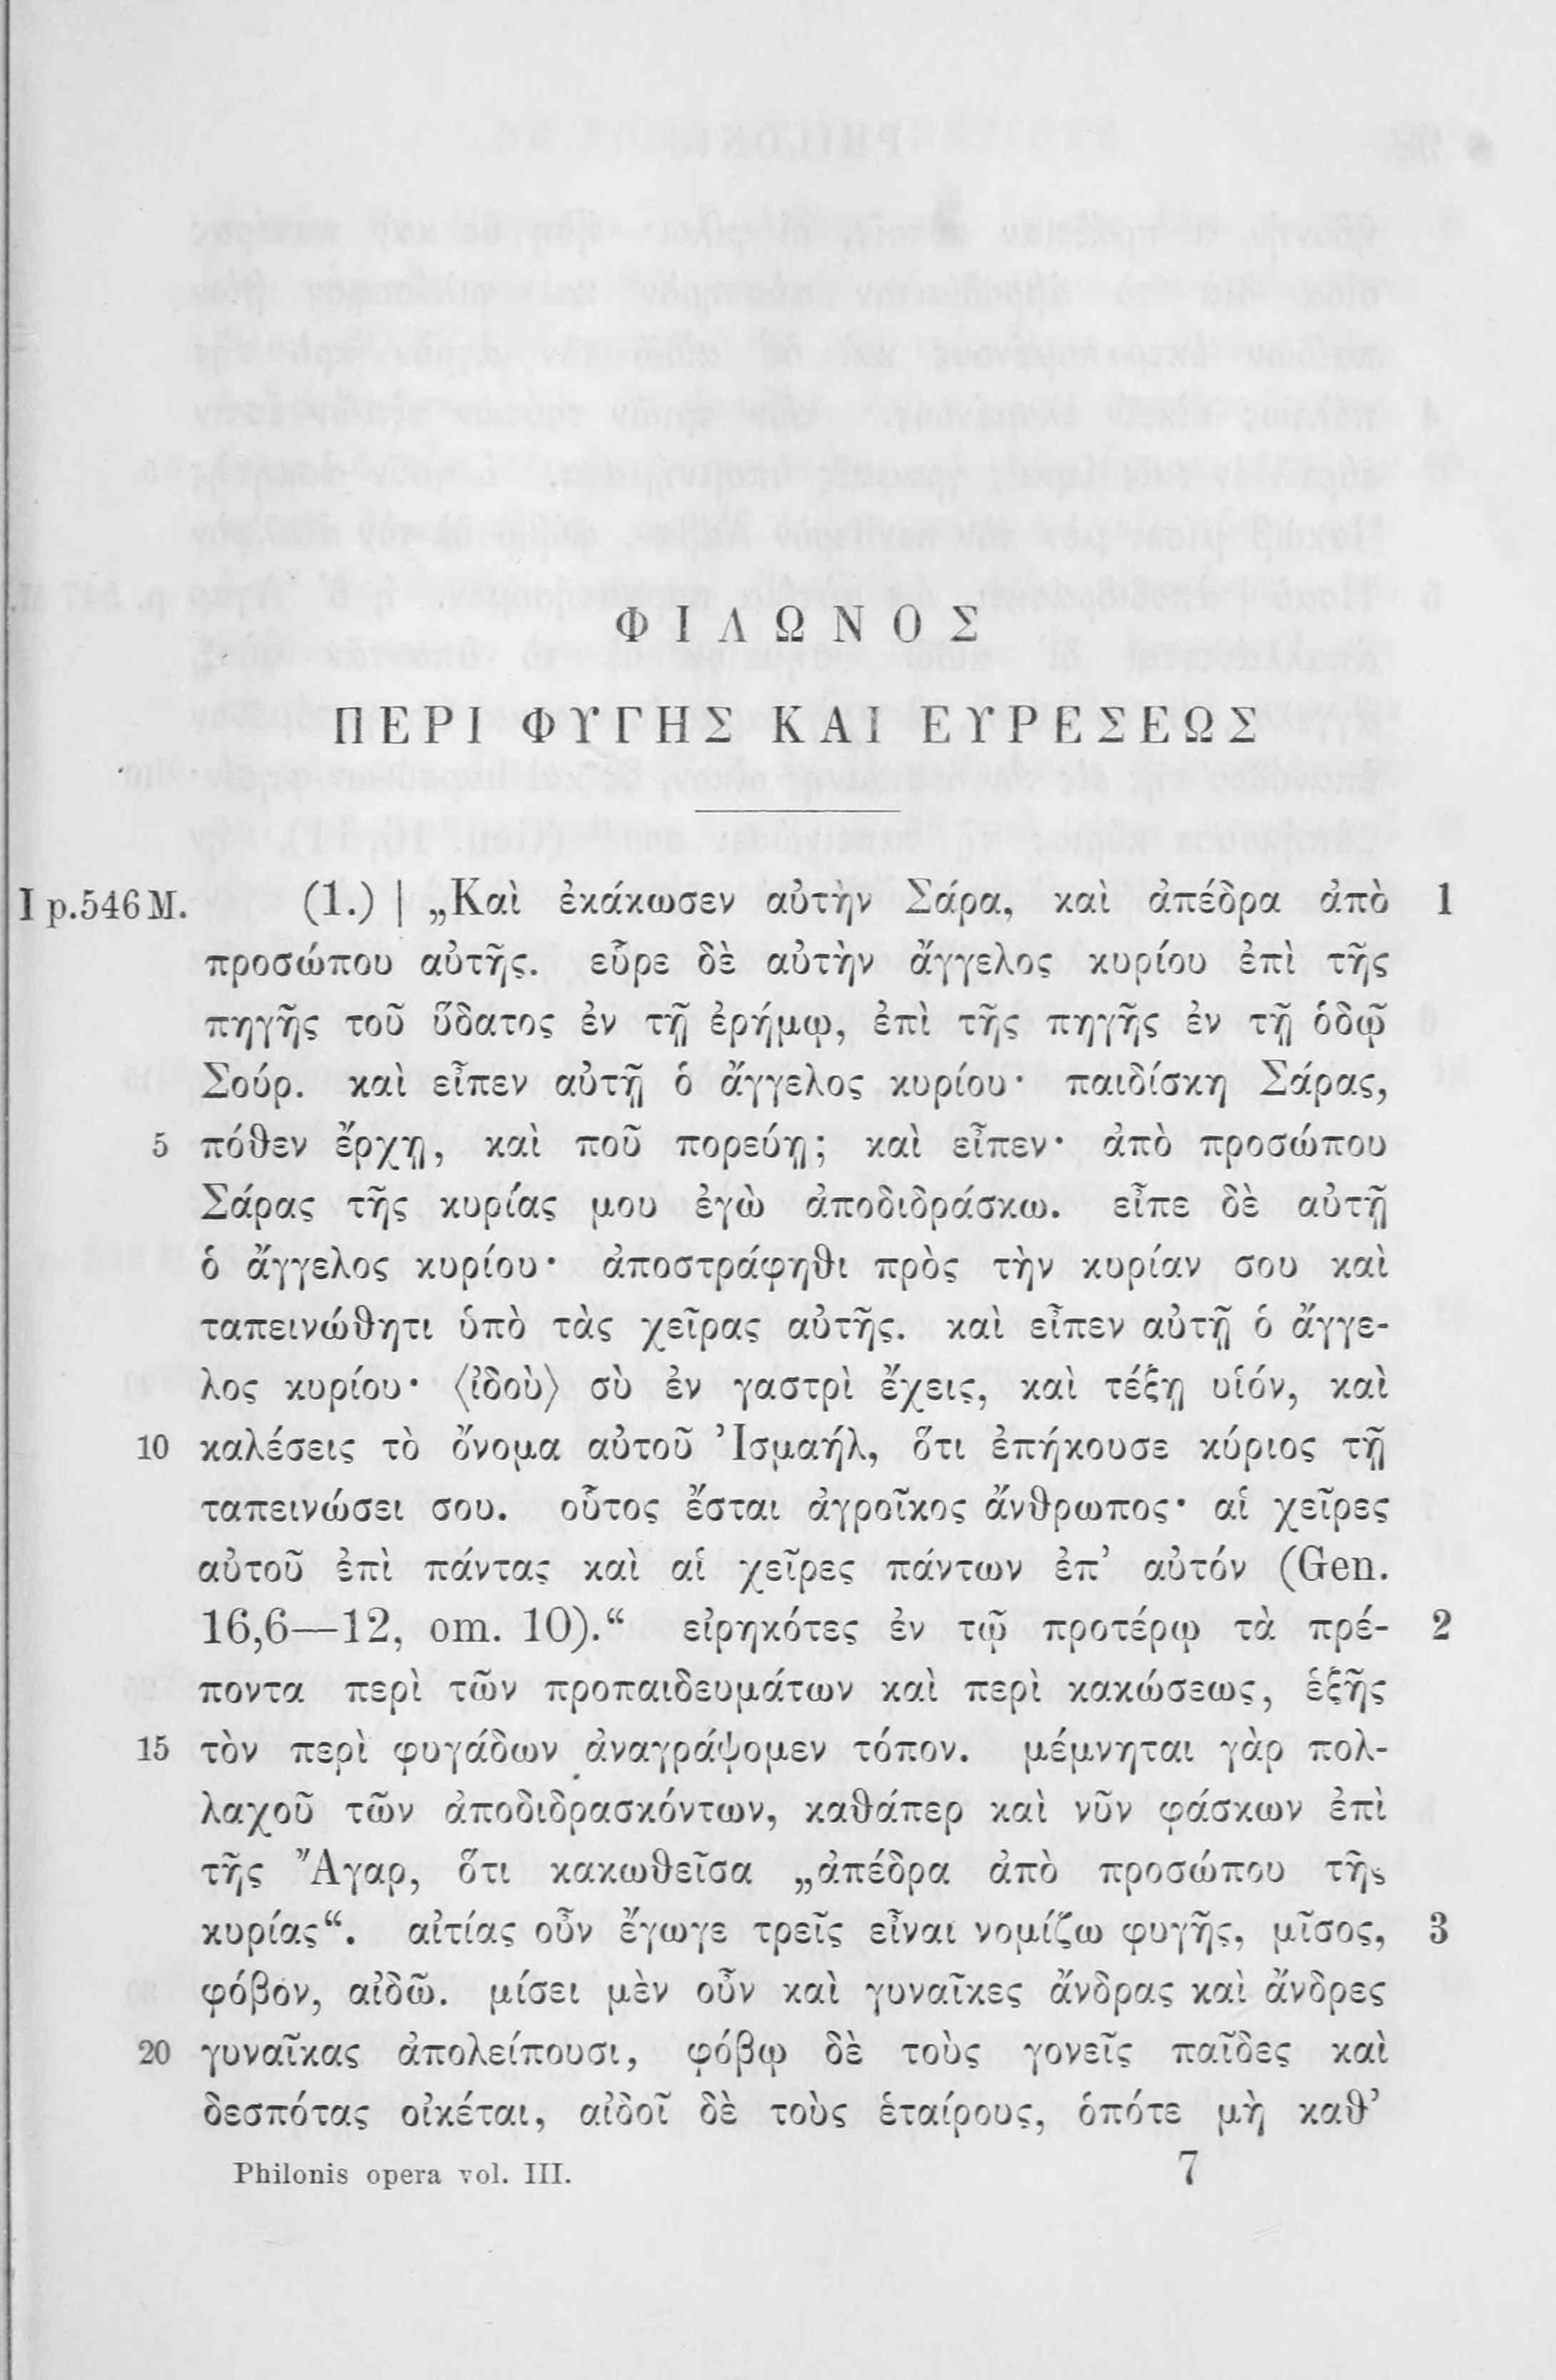 ΦΙΛΩΝΟΣ
ΠΕΡΙ ΦΥΓΗΣ ΚΑΙ ΕΥΡΕΣΕΩΣ
I p.546 M. (1.) | „Καὶ ἐκάκωσεν αὐτὴν Σάρα, καὶ ἀπέδρα ἀπὸ 1
προσώπου αὐτῆς. εὗρε δὲ αὐτὴν ἄγγελος κυρίου ἐπὶ τῆς
πηγῆς τοῦ ὕδατος ἐν τῇ ἐρήμῳ, ἐπὶ τῆς πηγῆς ἐν τῇ ὁδῷ
Σούρ. καὶ εἶπεν αὐτῇ ὁ ἄγγελος κυρίου· παιδίσκη Σάρας,
5 πόθεν ἔρχῃ, καὶ ποῦ πορεύῃ; καὶ εἶπεν· ἀπὸ προσώπου
Σάρας τῆς κυρίας μου ἐγὼ ἀποδιδράσκω. εἶπε δὲ αὐτῇ
ὁ ἄγγελος κυρίου· ἀποστράφηθι πρὸς τὴν κυρίαν σου καὶ
ταπεινώθητι ὑπὸ τὰς χεῖρας αὐτῆς. καὶ εἶπεν αὐτῇ ὁ ἄγγε-
λος κυρίου· ⟨ἰδοὺ⟩ σὺ ἐν γαστρὶ ἔχεις, καὶ τέξῃ υἱόν, καὶ
10 καλέσεις τὸ ὄνομα αὐτοῦ Ἰσμαήλ, ὅτι ἐπήκουσε κύριος τῇ
ταπεινώσει σου. οὗτος ἔσται ἀγροῖκος ἄνθρωπος· αἱ χεῖρες
αὐτοῦ ἐπὶ πάντας καὶ αἱ χεῖρες πάντων ἐπ’ αὐτόν (Gen.
16,6—12, om. 10).“ εἰρηκότες ἐν τῷ προτέρῳ τὰ πρέ- 2
ποντα περὶ τῶν προπαιδευμάτων καὶ περὶ κακώσεως, ἑξῆς
15 τὸν περὶ φυγάδων ἀναγράψομεν τόπον. μέμνηται γὰρ πολ-
λαχοῦ τῶν ἀποδιδρασκόντων, καθάπερ καὶ νῦν φάσκων ἐπὶ
τῆς Ἄγαρ, ὅτι κακωθεῖσα „ἀπέδρα ἀπὸ προσώπου τῆς
κυρίας“. αἰτίας οὖν ἔγωγε τρεῖς εἶναι νομίζω φυγῆς, μῖσος, 3
φόβον, αἰδῶ. μίσει μὲν οὖν καὶ γυναῖκες ἄνδρας καὶ ἄνδρες
20 γυναῖκας ἀπολείπουσι, φόβῳ δὲ τοὺς γονεῖς παῖδες καὶ
δεσπότας οἰκέται, αἰδοῖ δὲ τοὺς ἑταίρους, ὁπότε μὴ καθ’
Philonis opera vol. III. 7